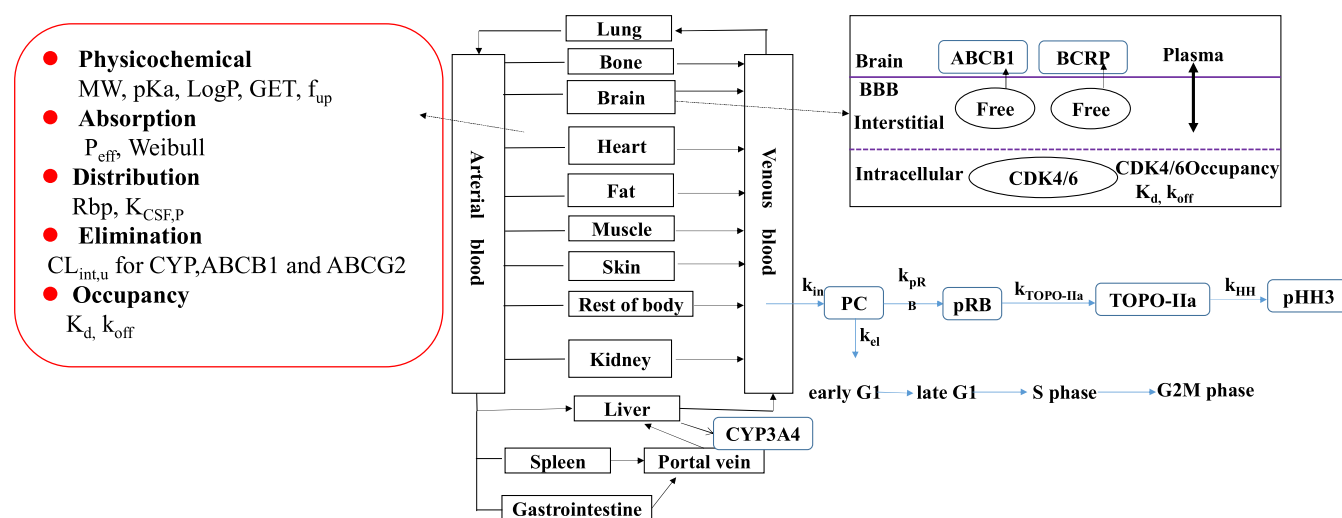 Physicochemical
MW, pKa, LogP, GET, fup
Absorption
Peff, Weibull
Distribution
Rbp, KCSF,P
Elimination
CLint,u for CYP,ABCB1 and ABCG2
Occupancy
Kd, koff
Arterial blood
Lung
Bone
Brain
Heart
Fat
Muscle
Skin
Rest of body
Kidney
Liver
CYP3A4
Spleen
Portal vein
Gastrointestine
Venous blood
Brain
ABCB1
BCRP
Plasma
BBB
Free
Free
Interstitial
Intracellular
CDK4/6
CDK4/6Occupancy
Kd, koff
kin
PC
kel
kpR
B
pRB
kTOPO-IIa
TOPO-IIa
kHH
pHH3
early G1
late G1
S phase
G2M phase